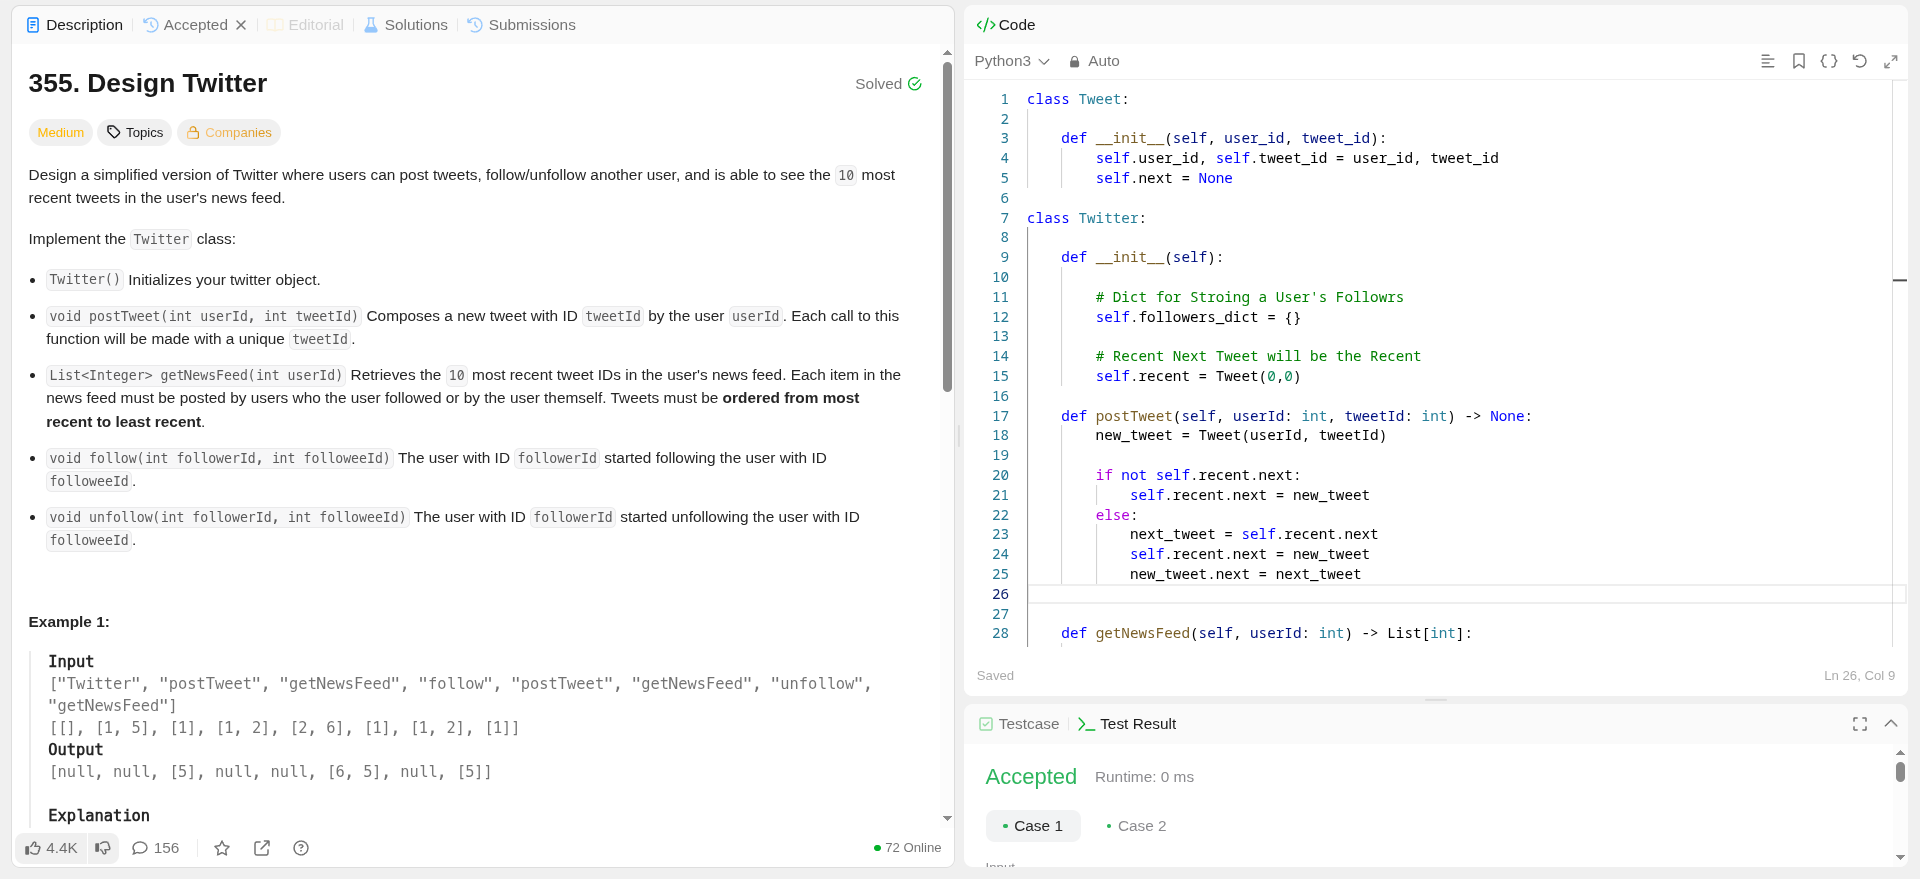 Description
Accepted
Editorial
Solutions
Submissions
355. Design Twitter
Solved
Medium
Topics
Companies
Design a simplified version of Twitter where users can post tweets, follow/unfollow another user, and is able to see the 10 most
recent tweets in the user's news feed.
Implement the Twitter class:
• Twitter() Initializes your twitter object.
• void postTweet(int userId, int tweetId) Composes a new tweet with ID tweetId by the user userId. Each call to this
function will be made with a unique tweetId.
• List<Integer> getNewsFeed(int userId) Retrieves the 10 most recent tweet IDs in the user's news feed. Each item in the
news feed must be posted by users who the user followed or by the user themself. Tweets must be ordered from most
recent to least recent.
• void follow(int followerId, int followeeId) The user with ID followerId started following the user with ID
followeeId.
• void unfollow(int followerId, int followeeId) The user with ID followerId started unfollowing the user with ID
followeeId.
Example 1:
Input
["Twitter", "postTweet", "getNewsFeed", "follow", "postTweet", "getNewsFeed", "unfollow",
"getNewsFeed"]
[[], [1, 5], [1], [1, 2], [2, 6], [1], [1, 2], [1]]
Output
[null, null, [5], null, null, [6, 5], null, [5]]
Explanation
4.4K
156
72 Online
</> Code
Python3
Auto
1 class Tweet:
2
3     def __init__(self, user_id, tweet_id):
4         self.user_id, self.tweet_id = user_id, tweet_id
5         self.next = None
6
7 class Twitter:
8
9     def __init__(self):
10
11         # Dict for Stroing a User's Followrs
12         self.followers_dict = {}
13
14         # Recent Next Tweet will be the Recent
15         self.recent = Tweet(0,0)
16
17     def postTweet(self, userId: int, tweetId: int) -> None:
18         new_tweet = Tweet(userId, tweetId)
19
20         if not self.recent.next:
21             self.recent.next = new_tweet
22         else:
23             next_tweet = self.recent.next
24             self.recent.next = new_tweet
25             new_tweet.next = next_tweet
26
27
28     def getNewsFeed(self, userId: int) -> List[int]:
Saved
Ln 26, Col 9
Testcase
Test Result
Accepted
Runtime: 0 ms
• Case 1
• Case 2
Input